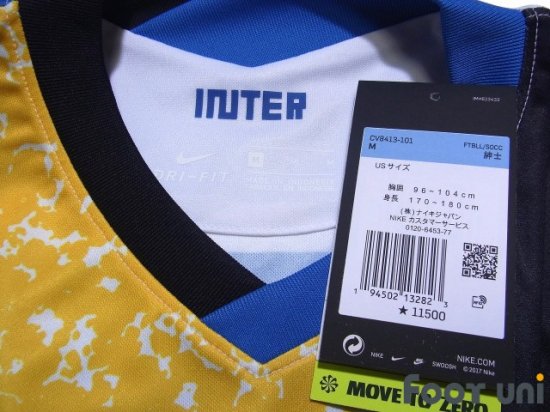 INTER
DRI-FIT
M
CV8413-101
M
FTBLL/SOCC
紳士
USサイズ
胸囲 96~104cm
身長 170~180cm
(株)ナイキジャパン
NIKE カスタマーサービス
0120-6453-77
1 94502 13282 3
★11500
NIKE
SWOOSH
NIKE.COM
© 2017 Nike
MOVE TO ZERO
Foot uni